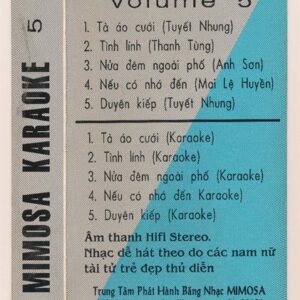 Volume 5
1. Tà áo cưới (Tuyết Nhung)
2. Tình lính (Thanh Tùng)
3. Nửa đêm ngoài phố (Anh Sơn)
4. Nếu có nhớ đến (Mai Lệ Huyền)
5. Duyên kiếp (Tuyết Nhung)
1. Tà áo cưới (Karaoke)
2. Tình lính (Karaoke)
3. Nửa đêm ngoài phố (Karaoke)
4. Nếu có nhớ đến (Karaoke)
5. Duyên kiếp (Karaoke)
Âm thanh Hifi Stereo.
Nhạc dễ hát theo do các nam nữ
tài tử trẻ đẹp thủ diễn
Trung Tâm Phát Hành Băng Nhạc MIMOSA
MIMOSA KARAOKE 5